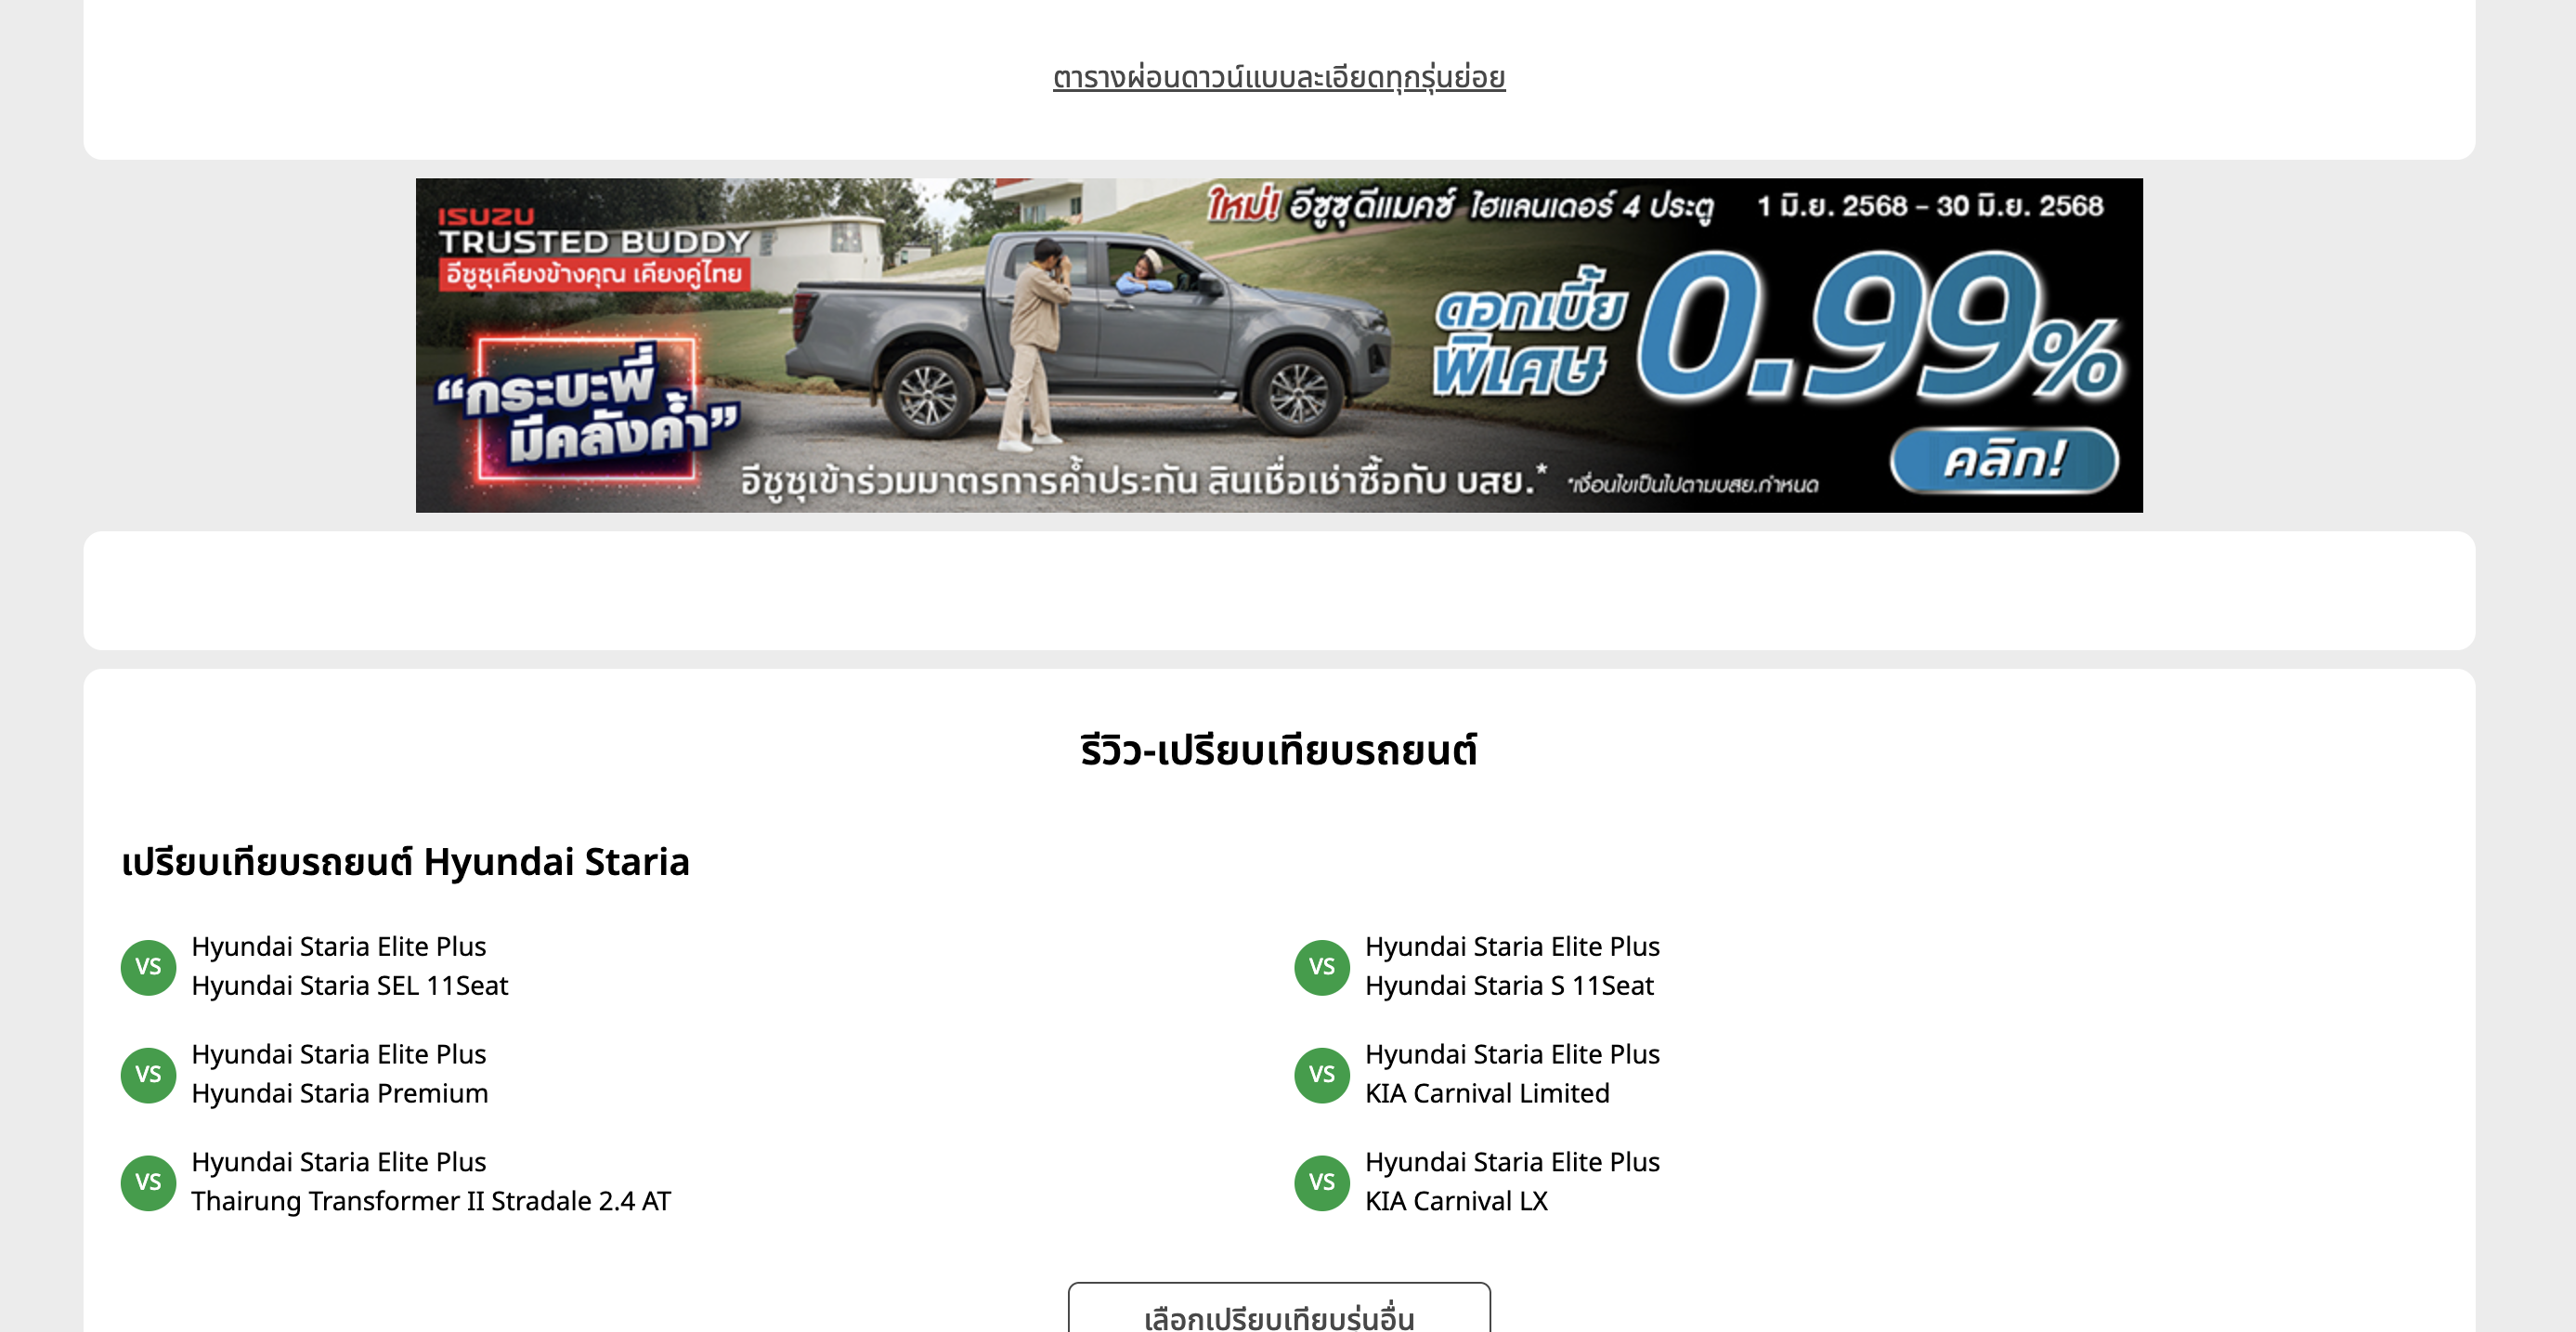 ตารางผ่อนดาวน์แบบละเอียดทุกรุ่นย่อย
ISUZU
TRUSTED BUDDY
อีซูซุเคียงข้างคุณ เคียงคู่ไทย
“กระบะพี่
มีคลังค้ำ”
ใหม่! อีซูซุดีแมคซ์ ไฮแลนเดอร์ 4 ประตู 1 มิ.ย. 2568 – 30 มิ.ย. 2568
ดอกเบี้ย
พิเศษ
0.99%
คลิก!
อีซูซุเข้าร่วมมาตรการค้ำประกัน สินเชื่อเช่าซื้อกับ บสย.* *เงื่อนไขเป็นไปตามบสย.กำหนด
รีวิว-เปรียบเทียบรถยนต์
เปรียบเทียบรถยนต์ Hyundai Staria
VS
Hyundai Staria Elite Plus
Hyundai Staria SEL 11Seat
VS
Hyundai Staria Elite Plus
Hyundai Staria S 11Seat
VS
Hyundai Staria Elite Plus
Hyundai Staria Premium
VS
Hyundai Staria Elite Plus
KIA Carnival Limited
VS
Hyundai Staria Elite Plus
Thairung Transformer II Stradale 2.4 AT
VS
Hyundai Staria Elite Plus
KIA Carnival LX
เลือกเปรียบเทียบรุ่นอื่น